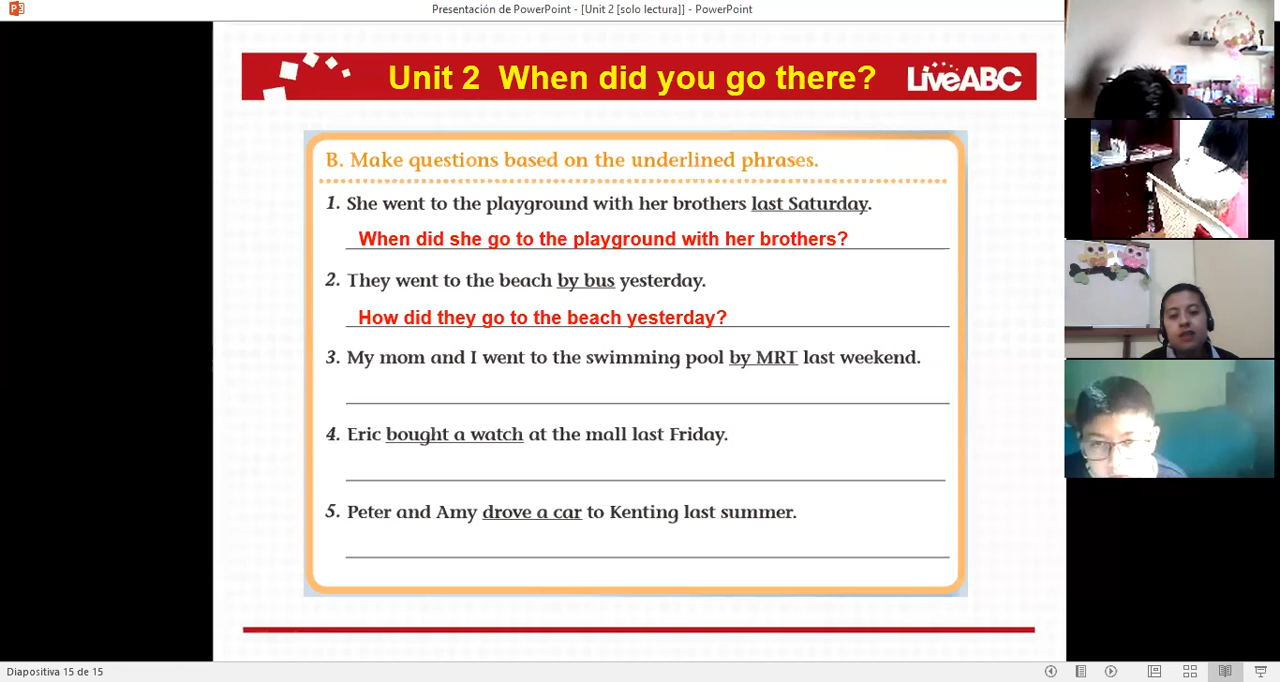 Presentación de PowerPoint - [Unit 2 [solo lectura]] - PowerPoint
Unit 2 When did you go there?
LiveABC
B. Make questions based on the underlined phrases.
1. She went to the playground with her brothers last Saturday.
When did she go to the playground with her brothers?
2. They went to the beach by bus yesterday.
How did they go to the beach yesterday?
3. My mom and I went to the swimming pool by MRT last weekend.
4. Eric bought a watch at the mall last Friday.
5. Peter and Amy drove a car to Kenting last summer.
Diapositiva 15 de 15